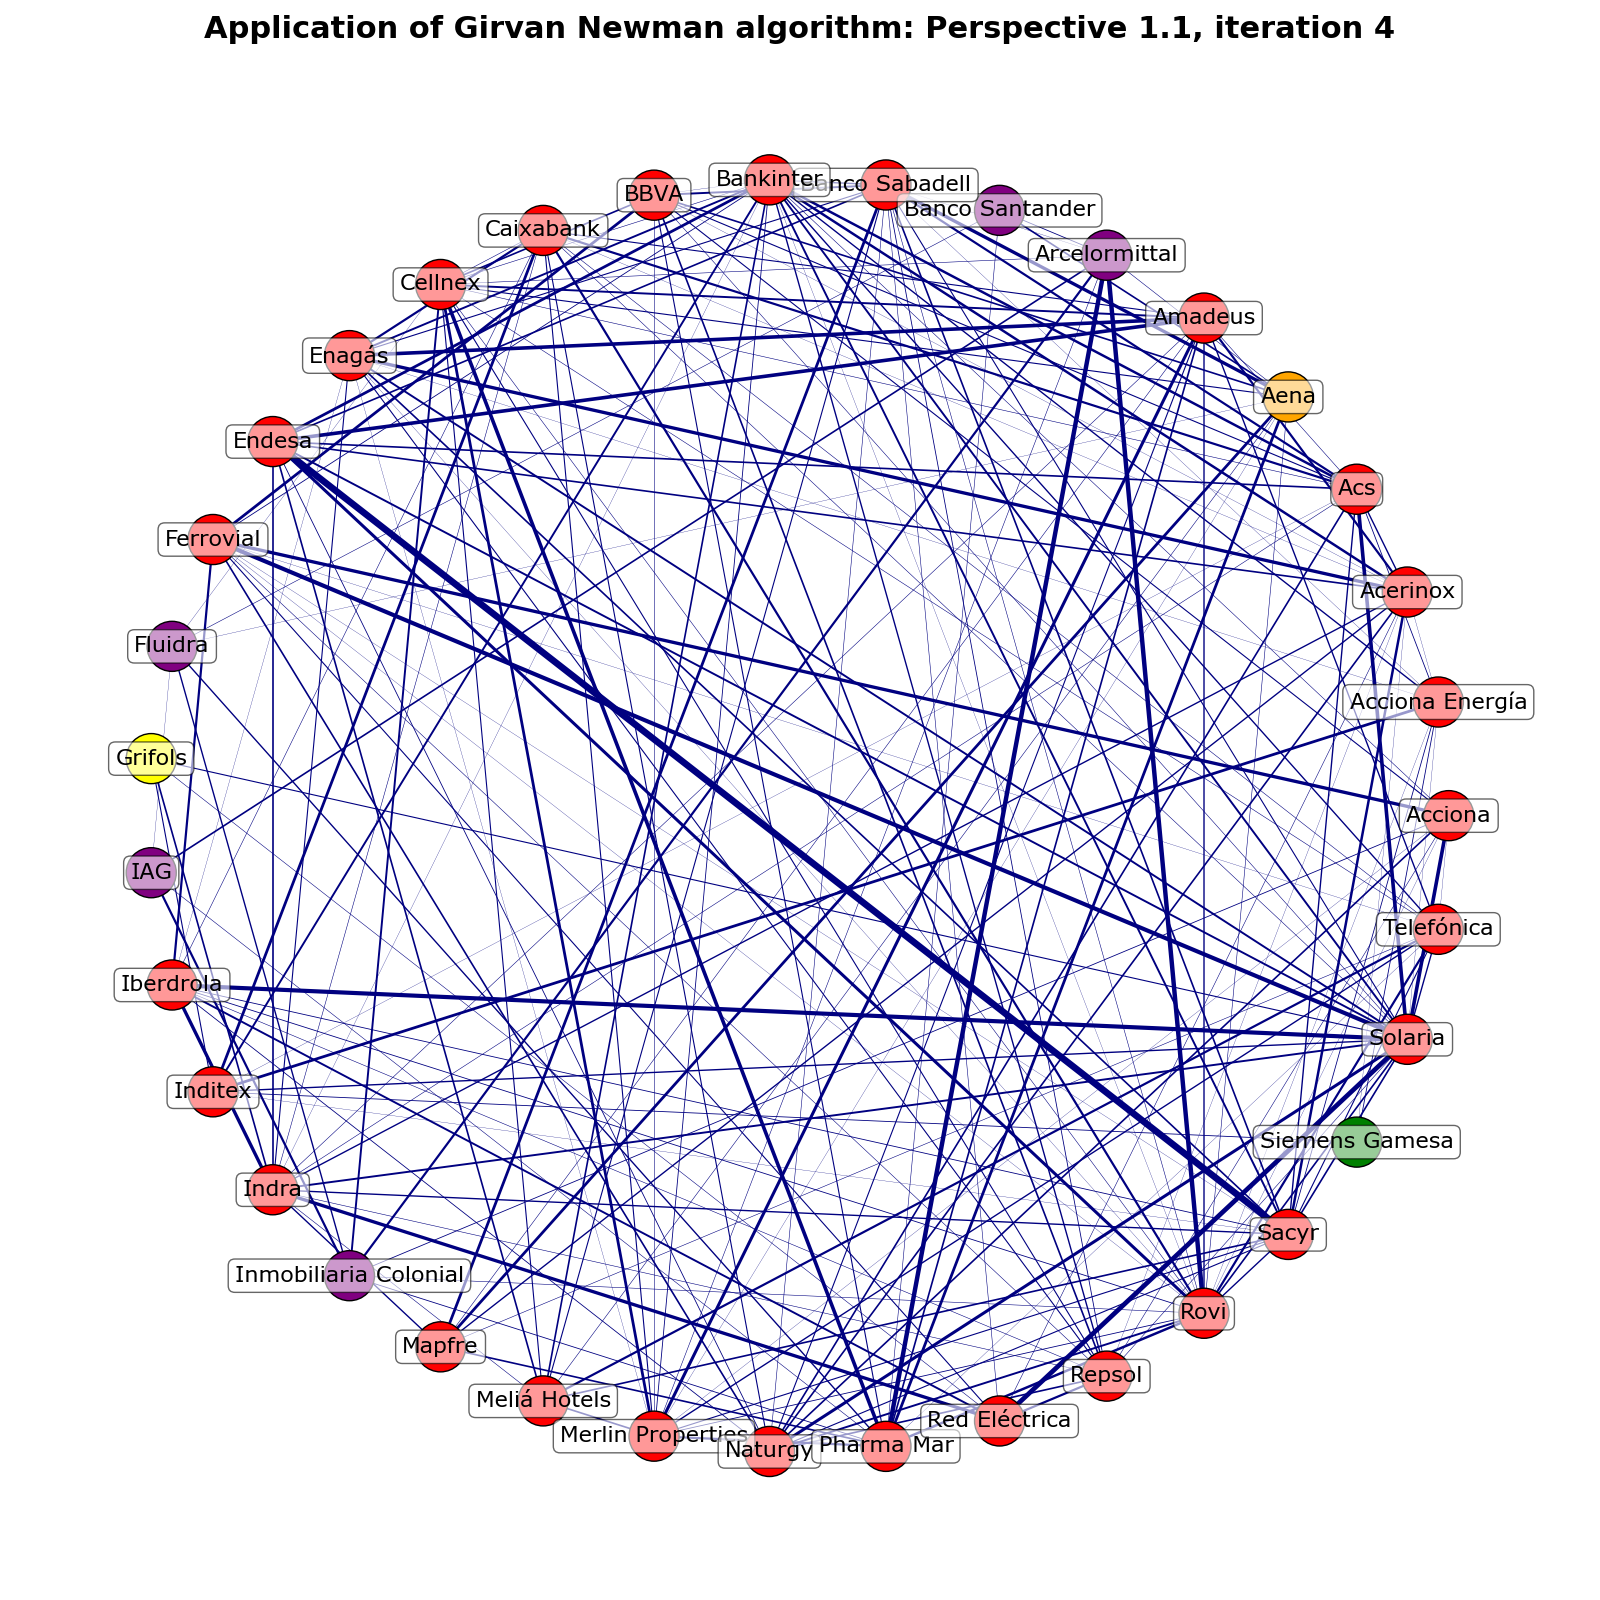 Application of Girvan Newman algorithm: Perspective 1.1, iteration 4
Bankinter
Banco Sabadell
BBVA
Banco Santander
Caixabank
Arcelormittal
Cellnex
Amadeus
Enagás
Aena
Endesa
Acs
Ferrovial
Acerinox
Fluidra
Acciona Energía
Grifols
Acciona
IAG
Telefónica
Iberdrola
Solaria
Inditex
Siemens Gamesa
Indra
Sacyr
Inmobiliaria Colonial
Rovi
Mapfre
Repsol
Meliá Hotels
Red Eléctrica
Merlin Properties
Pharma Mar
Naturgy